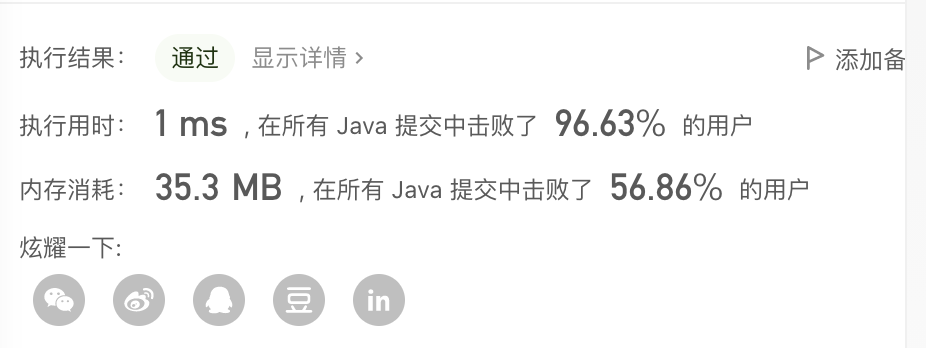 执行结果： 通过 显示详情 › 添加备
执行用时： 1 ms , 在所有 Java 提交中击败了 96.63% 的用户
内存消耗： 35.3 MB , 在所有 Java 提交中击败了 56.86% 的用户
炫耀一下:
豆 in